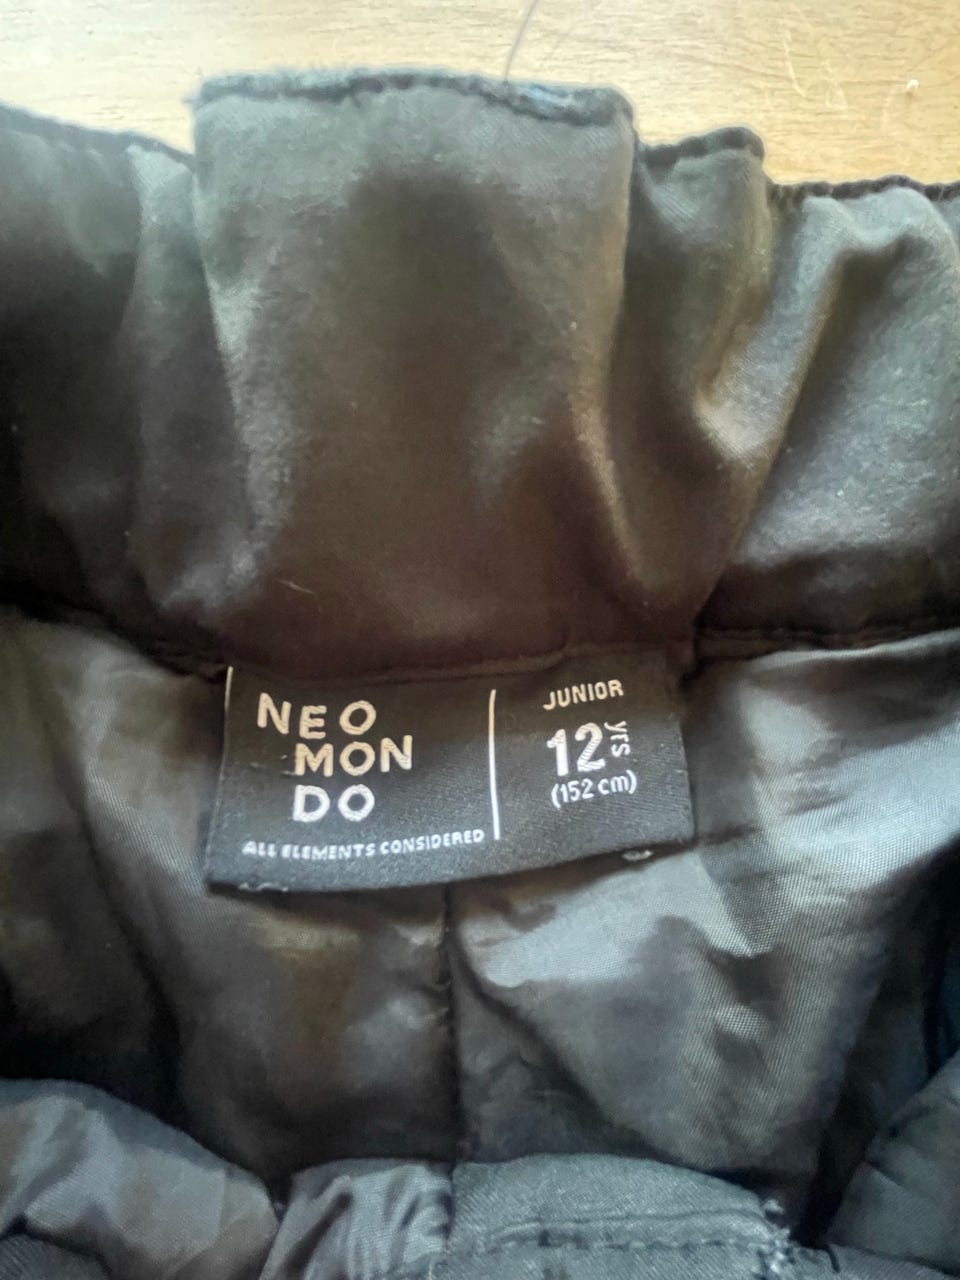 NEO
MON
DO
ALL ELEMENTS CONSIDERED
JUNIOR
12 yrs
(152 cm)